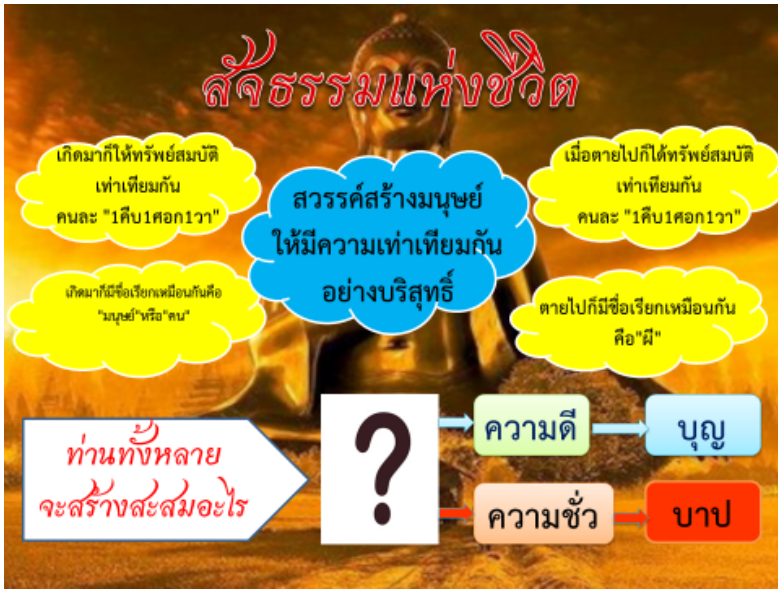 สัจธรรมแห่งชีวิต
เกิดมาก็ให้ทรัพย์สมบัติ
เท่าเทียมกัน
คนละ "1คืบ1ศอก1วา"
สวรรค์สร้างมนุษย์
ให้มีความเท่าเทียมกัน
อย่างบริสุทธิ์
เมื่อตายไปก็ได้ทรัพย์สมบัติ
เท่าเทียมกัน
คนละ "1คืบ1ศอก1วา"
เกิดมาก็มีชื่อเรียกเหมือนกันคือ
"มนุษย์"หรือ"คน"
ตายไปก็มีชื่อเรียกเหมือนกัน
คือ"ผี"
ท่านทั้งหลาย
จะสร้างสะสมอะไร
?
ความดี
บุญ
ความชั่ว
บาป